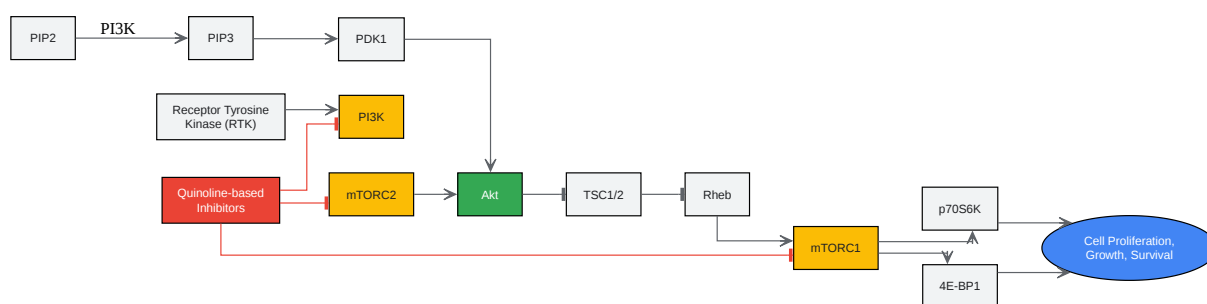 PIP2
PI3K
PIP3
PDK1
Receptor Tyrosine
Kinase (RTK)
PI3K
Quinoline-based
Inhibitors
mTORC2
Akt
TSC1/2
Rheb
p70S6K
mTORC1
Cell Proliferation,
Growth, Survival
4E-BP1